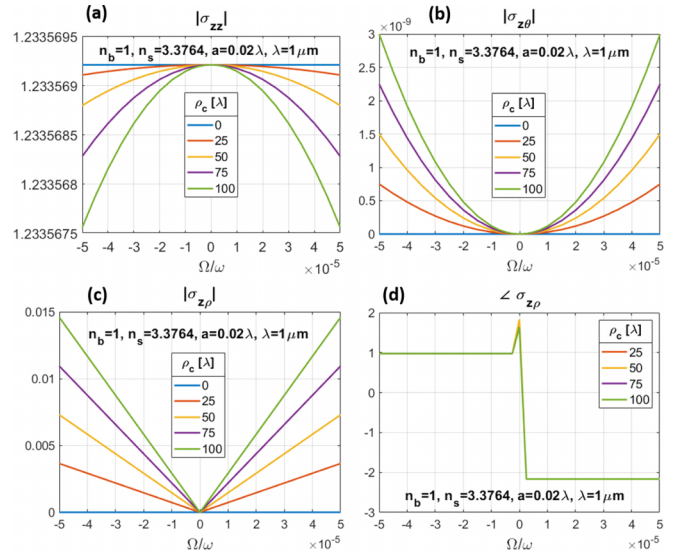 (a)
|σzz|
1.2335695
1.233569
1.2335685
1.233568
1.2335675
nb=1, ns=3.3764, a=0.02λ, λ=1μm
ρc [λ]
0
25
50
75
100
-5 -4 -3 -2 -1 0 1 2 3 4 5
Ω/ω
×10-5
(b)
|σzθ|
×10-9
3
2.5
2
1.5
1
0.5
0
nb=1, ns=3.3764, a=0.02λ, λ=1μm
ρc [λ]
0
25
50
75
100
-5 -4 -3 -2 -1 0 1 2 3 4 5
Ω/ω
×10-5
(c)
|σzρ|
0.015
0.01
0.005
0
nb=1, ns=3.3764, a=0.02λ, λ=1μm
ρc [λ]
0
25
50
75
100
-5 -4 -3 -2 -1 0 1 2 3 4 5
Ω/ω
×10-5
(d)
∠ σzρ
2
1
0
-1
-2
-3
ρc [λ]
25
50
75
100
nb=1, ns=3.3764, a=0.02λ, λ=1μm
-5 -4 -3 -2 -1 0 1 2 3 4 5
Ω/ω
×10-5